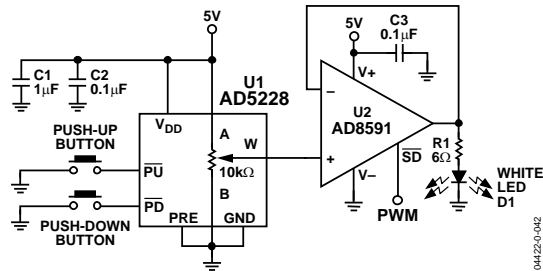 5V
C1
1μF
C2
0.1μF
U1
AD5228
VDD
A
W
10kΩ
B
PUSH-UP
BUTTON
PU
PD
PUSH-DOWN
BUTTON
PRE
GND
5V
C3
0.1μF
V+
–
U2
AD8591
+
SD
V–
PWM
R1
6Ω
WHITE
LED
D1
04422-0-042